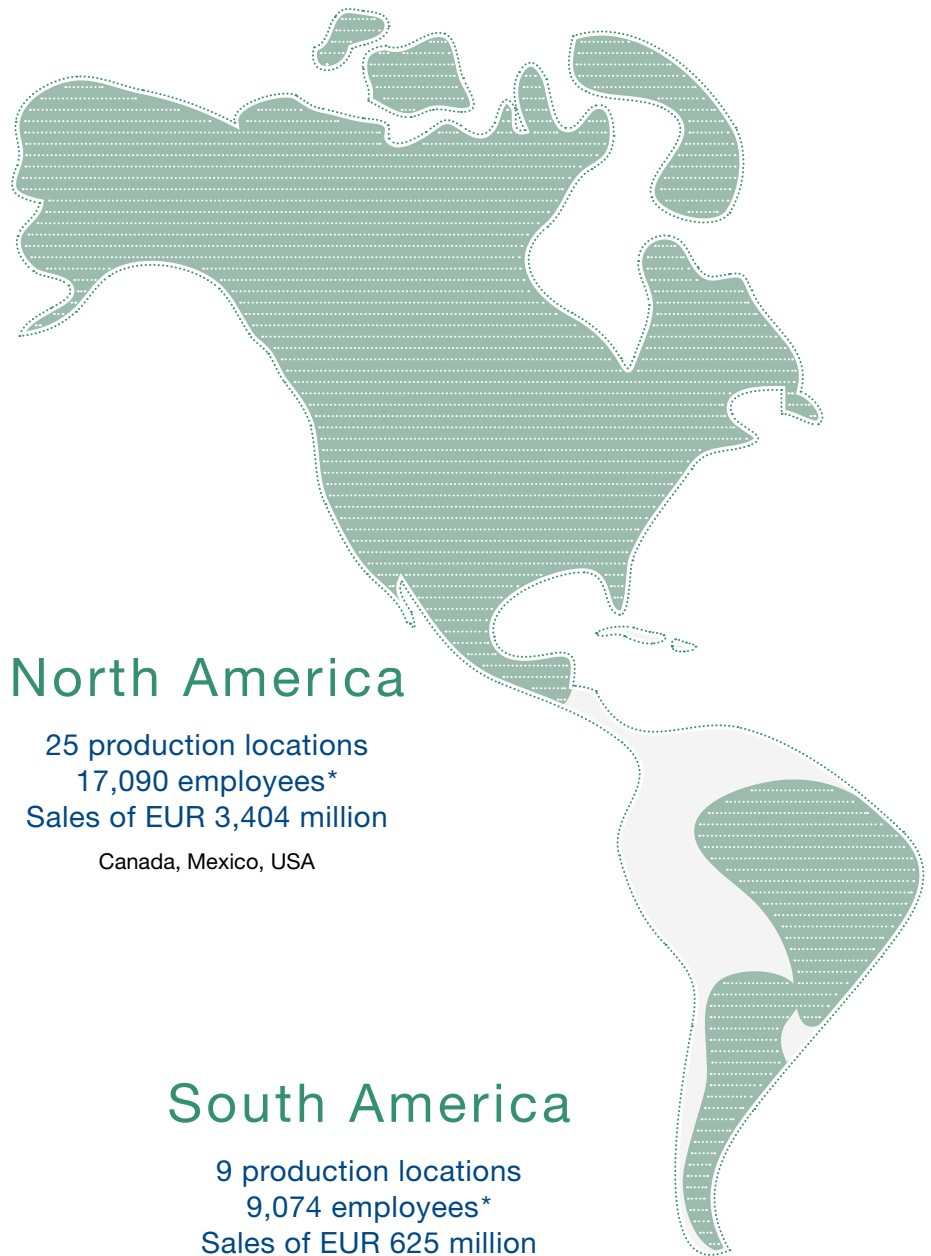 North America
25 production locations
17,090 employees*
Sales of EUR 3,404 million
Canada, Mexico, USA
South America
9 production locations
9,074 employees*
Sales of EUR 625 million